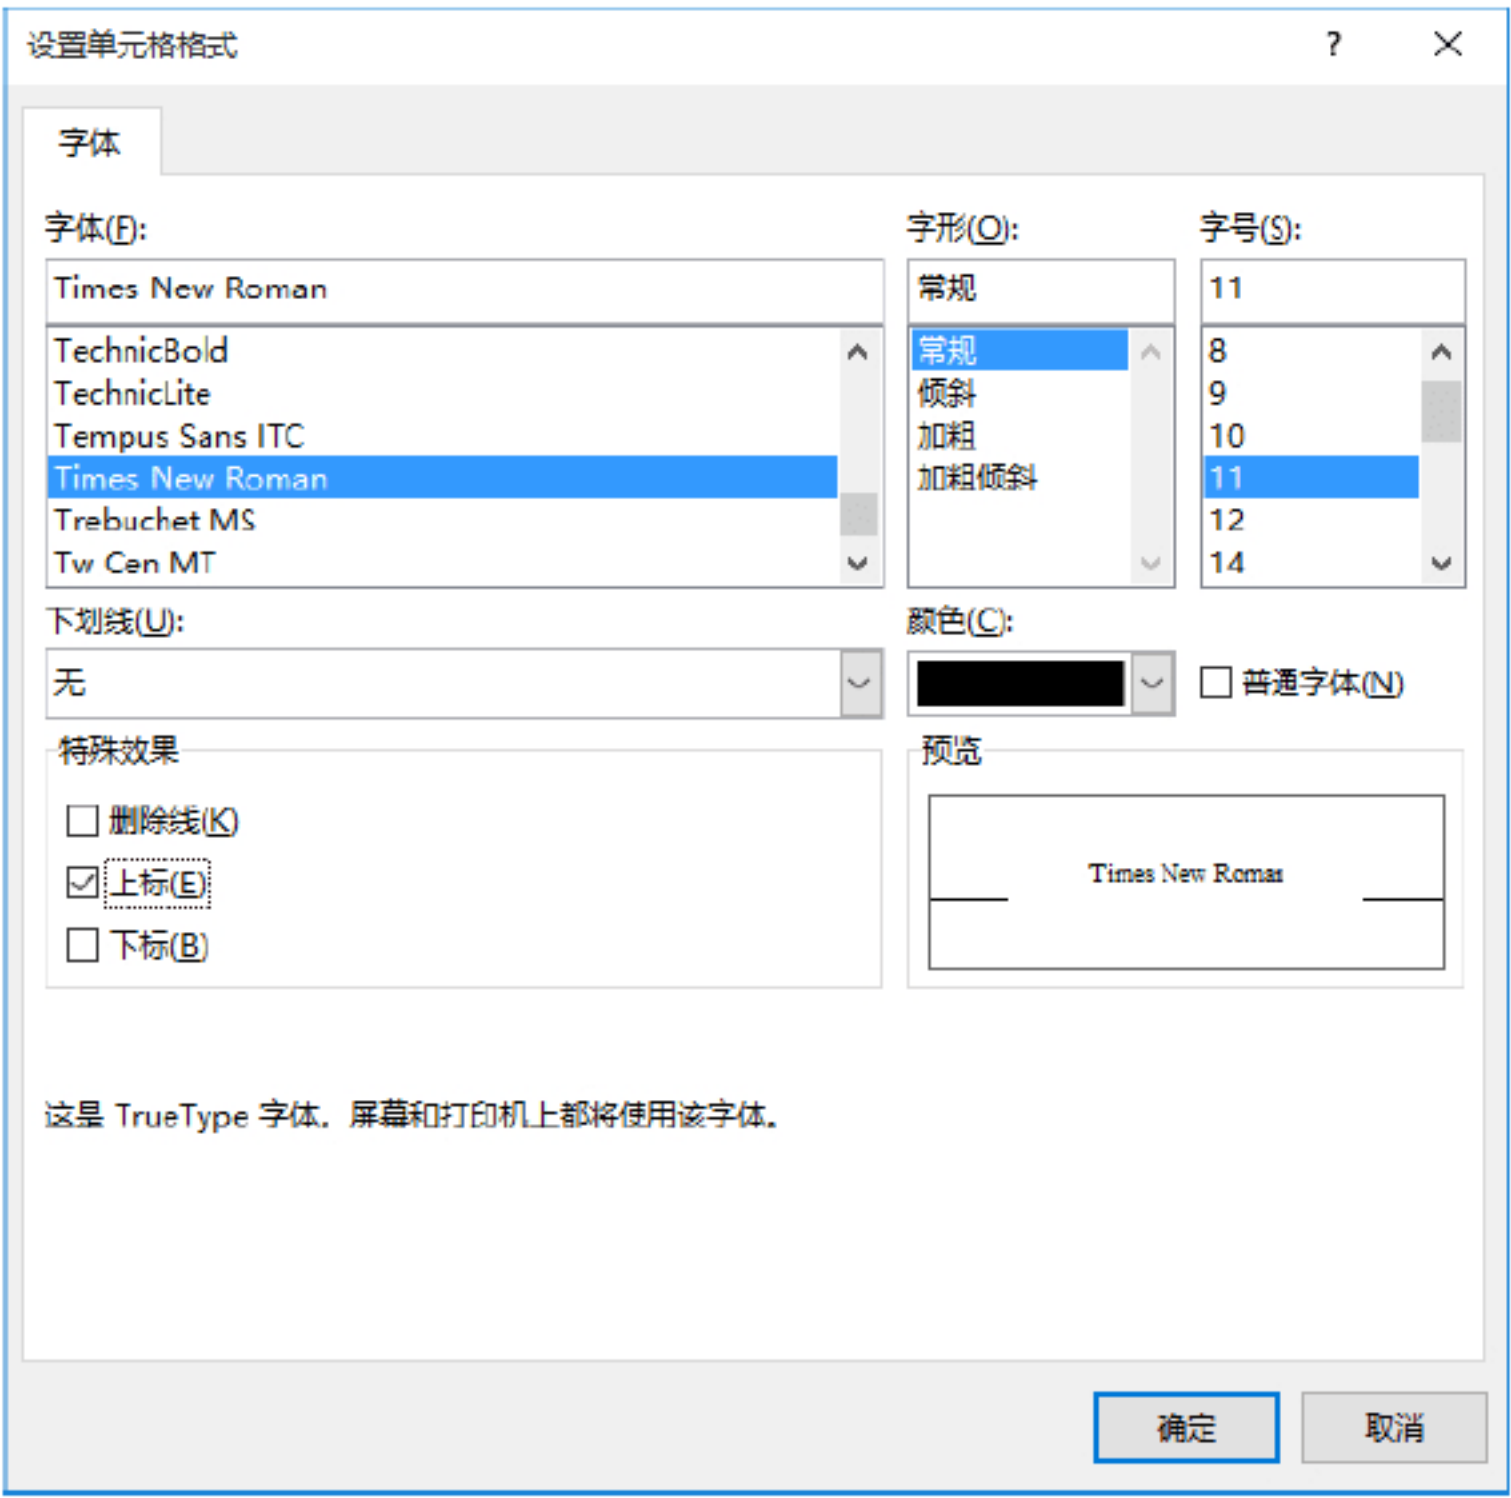 设置单元格格式 ?
字体
字体(F): 字形(O): 字号(S):
Times New Roman 常规 11
TechnicBold 常规 8
TechnicLite 倾斜 9
Tempus Sans ITC 加粗 10
Times New Roman 加粗倾斜 11
Trebuchet MS 12
Tw Cen MT 14
下划线(U): 颜色(C):
无 普通字体(N)
特殊效果 预览
删除线(K)
上标(E) Times New Roman
下标(B)
这是 TrueType 字体。屏幕和打印机上都将使用该字体。
确定 取消